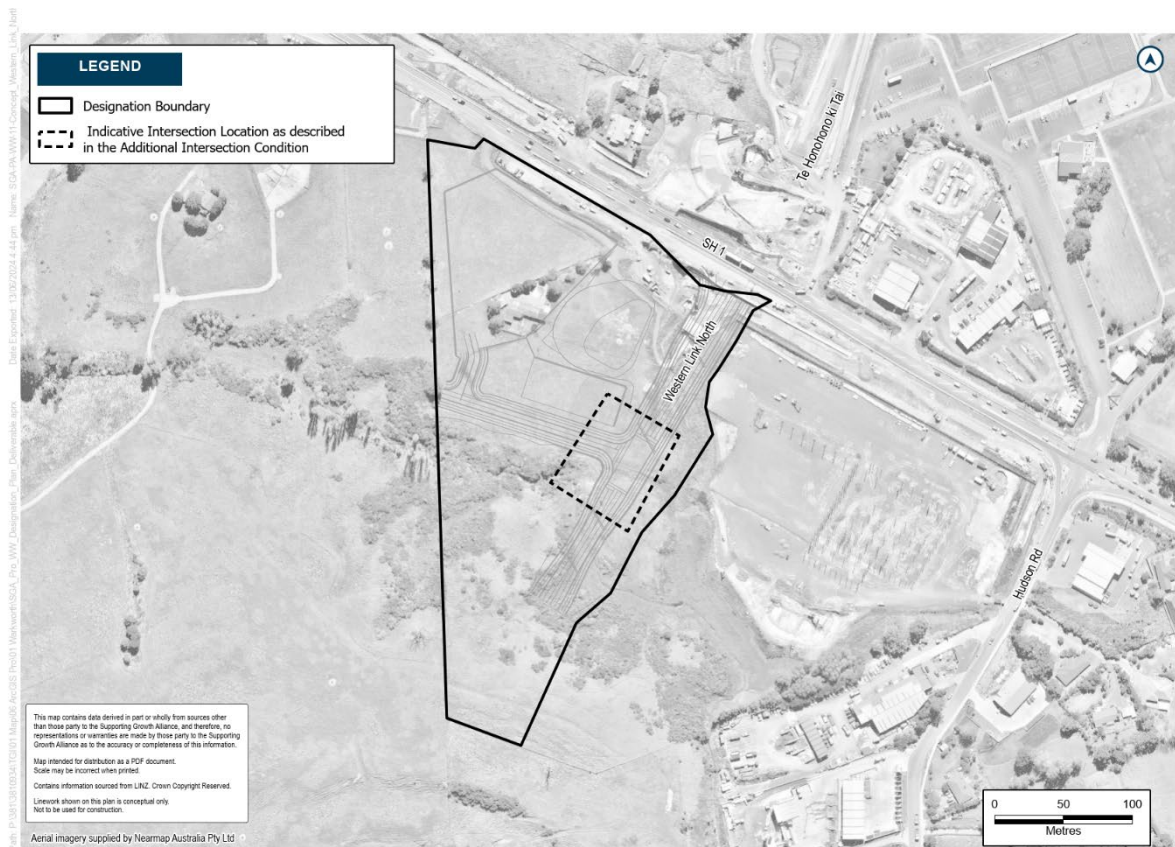 LEGEND
Designation Boundary
Indicative Intersection Location as described
in the Additional Intersection Condition
Te Honohono ki Tai
SH 1
Western Link North
Hudson Rd
This map contains data derived in part or wholly from sources other
than those party to the Supporting Growth Alliance, and therefore, no
representations or warranties are made by those party to the Supporting
Growth Alliance as to the accuracy or completeness of this information.
Map intended for distribution as a PDF document.
Scale may be incorrect when printed.
Contains information sourced from LINZ. Crown Copyright Reserved.
Linework shown on this plan is conceptual only.
Not to be used for construction.
Aerial imagery supplied by Nearmap Australia Pty Ltd
0 50 100
Metres